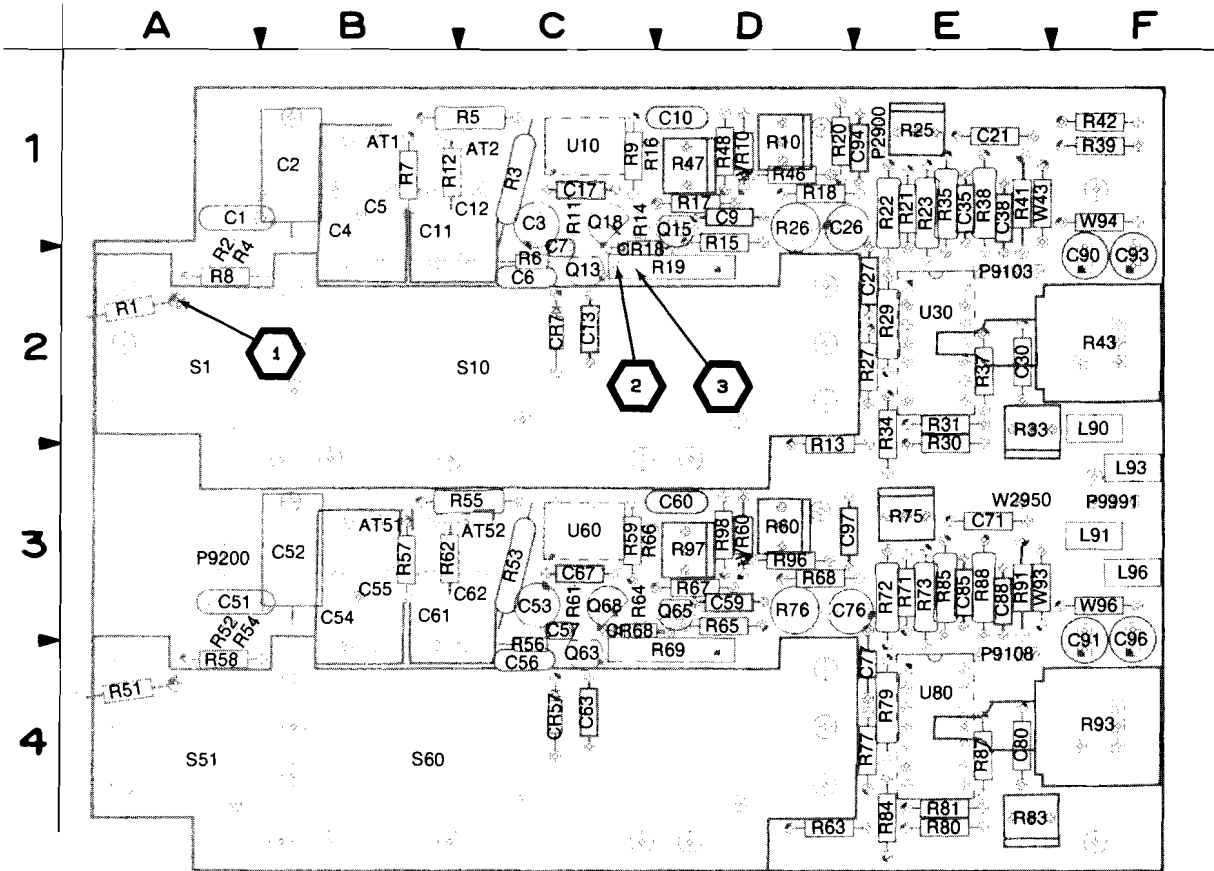 A B C D E F
1
R5 C10 R25 R42
AT1 AT2 U10 R9 R16 R48 VR10 R10 R20 C94 P2900 C21 R39
C2 R7 R12 R3 R47 R46
C5 C12 C17 R17 R18 R22 R21 R23 R35 C35 R38 C38 R41 W43
C1 C4 C11 C3 R11 Q18 R14 Q15 C9 R26 C26 W94
R2 R4 C7 CR18 R15 C90 C93
R8 R6 C6 Q13 R19 C27 P9103
2
R1 CR7 C13 R29 U30
1 S1 S10 2 3 R27 R37 C30 R43
R34 R31 R33 L90
R13 R30
L93
3
R55 C60 R75 W2950 P9991
AT51 AT52 U60 R59 R66 R98 VR60 R60 C97 C71 L91
P9200 C52 R57 R62 R53 R97 R96
C55 C62 C67 R67 R68 R72 R71 R73 R85 C85 R88 C88 R91 W93 L96
C51 C54 C61 C53 R61 Q68 R64 Q65 C59 R76 C76 W96
R52 R54 C57 CR68 R65 C91 C96
R58 R56 C56 Q63 R69 C77 P9108
4
R51 CR57 C63 R79 U80
S51 S60 R77 R87 C80 R93
R84 R81 R83
R63 R80